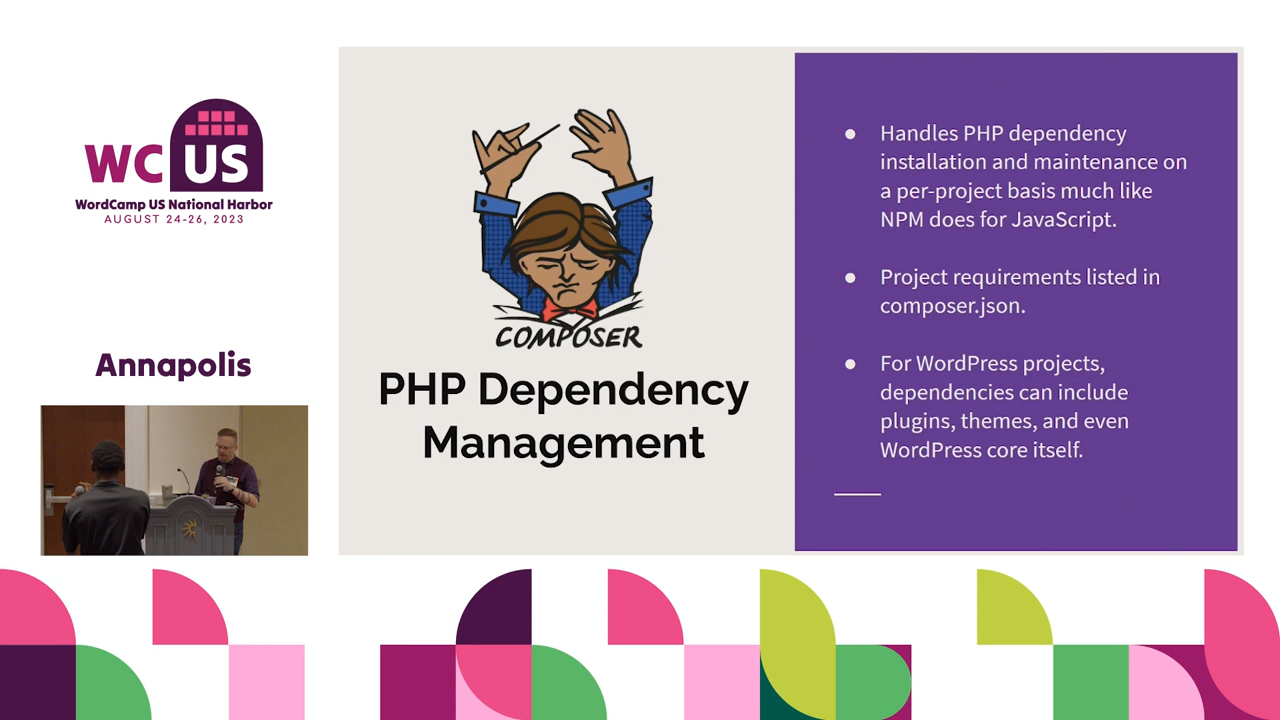 WC US
WordCamp US National Harbor
AUGUST 24-26, 2023
Annapolis
COMPOSER
PHP Dependency
Management
● Handles PHP dependency
installation and maintenance on
a per-project basis much like
NPM does for JavaScript.
● Project requirements listed in
composer.json.
● For WordPress projects,
dependencies can include
plugins, themes, and even
WordPress core itself.